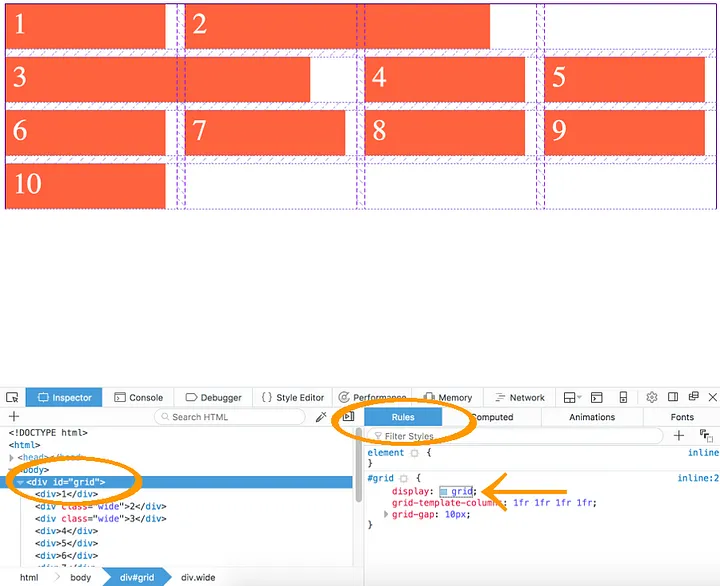 1 2
3 4 5
6 7 8 9
10
Inspector Console Debugger Style Editor Performance Memory Network
+ Search HTML
Rules Computed Animations Fonts
Filter Styles +
<!DOCTYPE html>
<html>
<head></head>
<body>
<div id="grid">
<div>1</div>
<div class="wide">2</div>
<div class="wide">3</div>
<div>4</div>
<div>5</div>
<div>6</div>
element { inline
}
#grid { inline:2
display: grid;
grid-template-columns: 1fr 1fr 1fr 1fr;
grid-gap: 10px;
}
html body div#grid div.wide